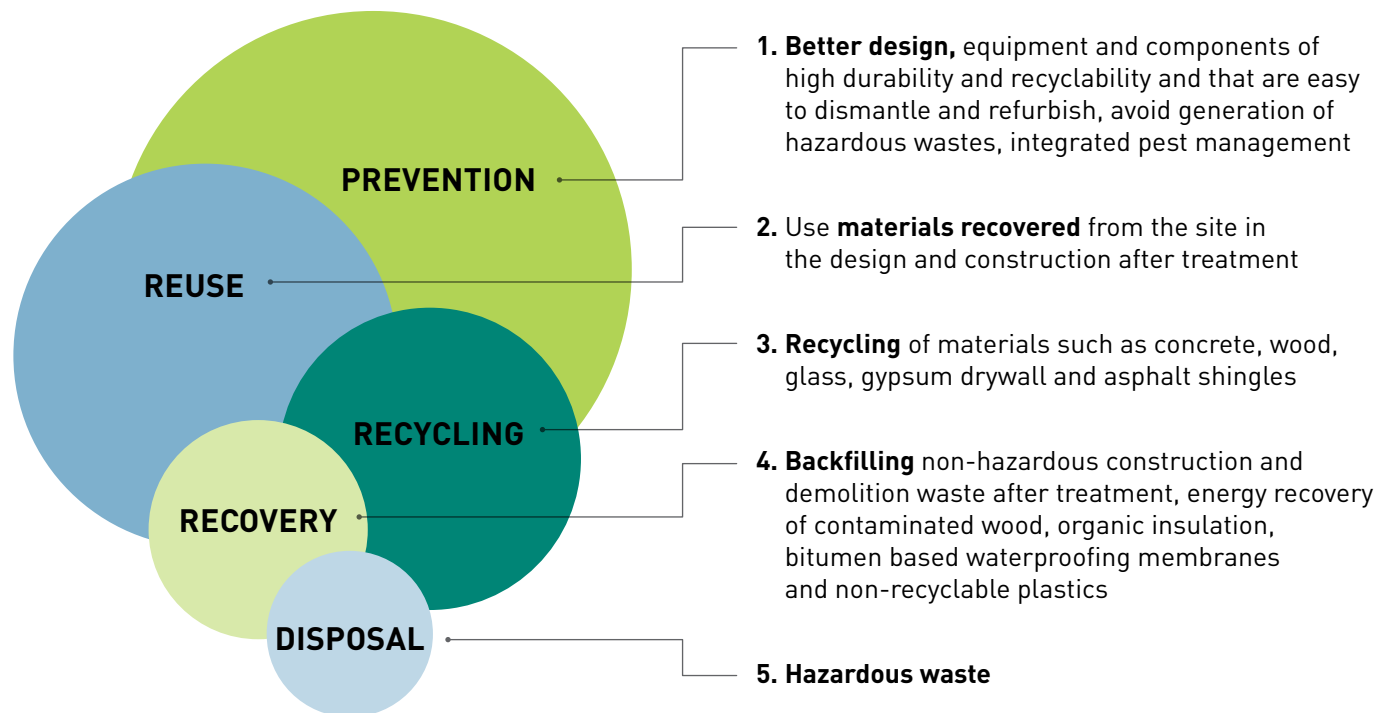 PREVENTION
REUSE
RECYCLING
RECOVERY
DISPOSAL
1. Better design, equipment and components of
high durability and recyclability and that are easy
to dismantle and refurbish, avoid generation of
hazardous wastes, integrated pest management
2. Use materials recovered from the site in
the design and construction after treatment
3. Recycling of materials such as concrete, wood,
glass, gypsum drywall and asphalt shingles
4. Backfilling non-hazardous construction and
demolition waste after treatment, energy recovery
of contaminated wood, organic insulation,
bitumen based waterproofing membranes
and non-recyclable plastics
5. Hazardous waste